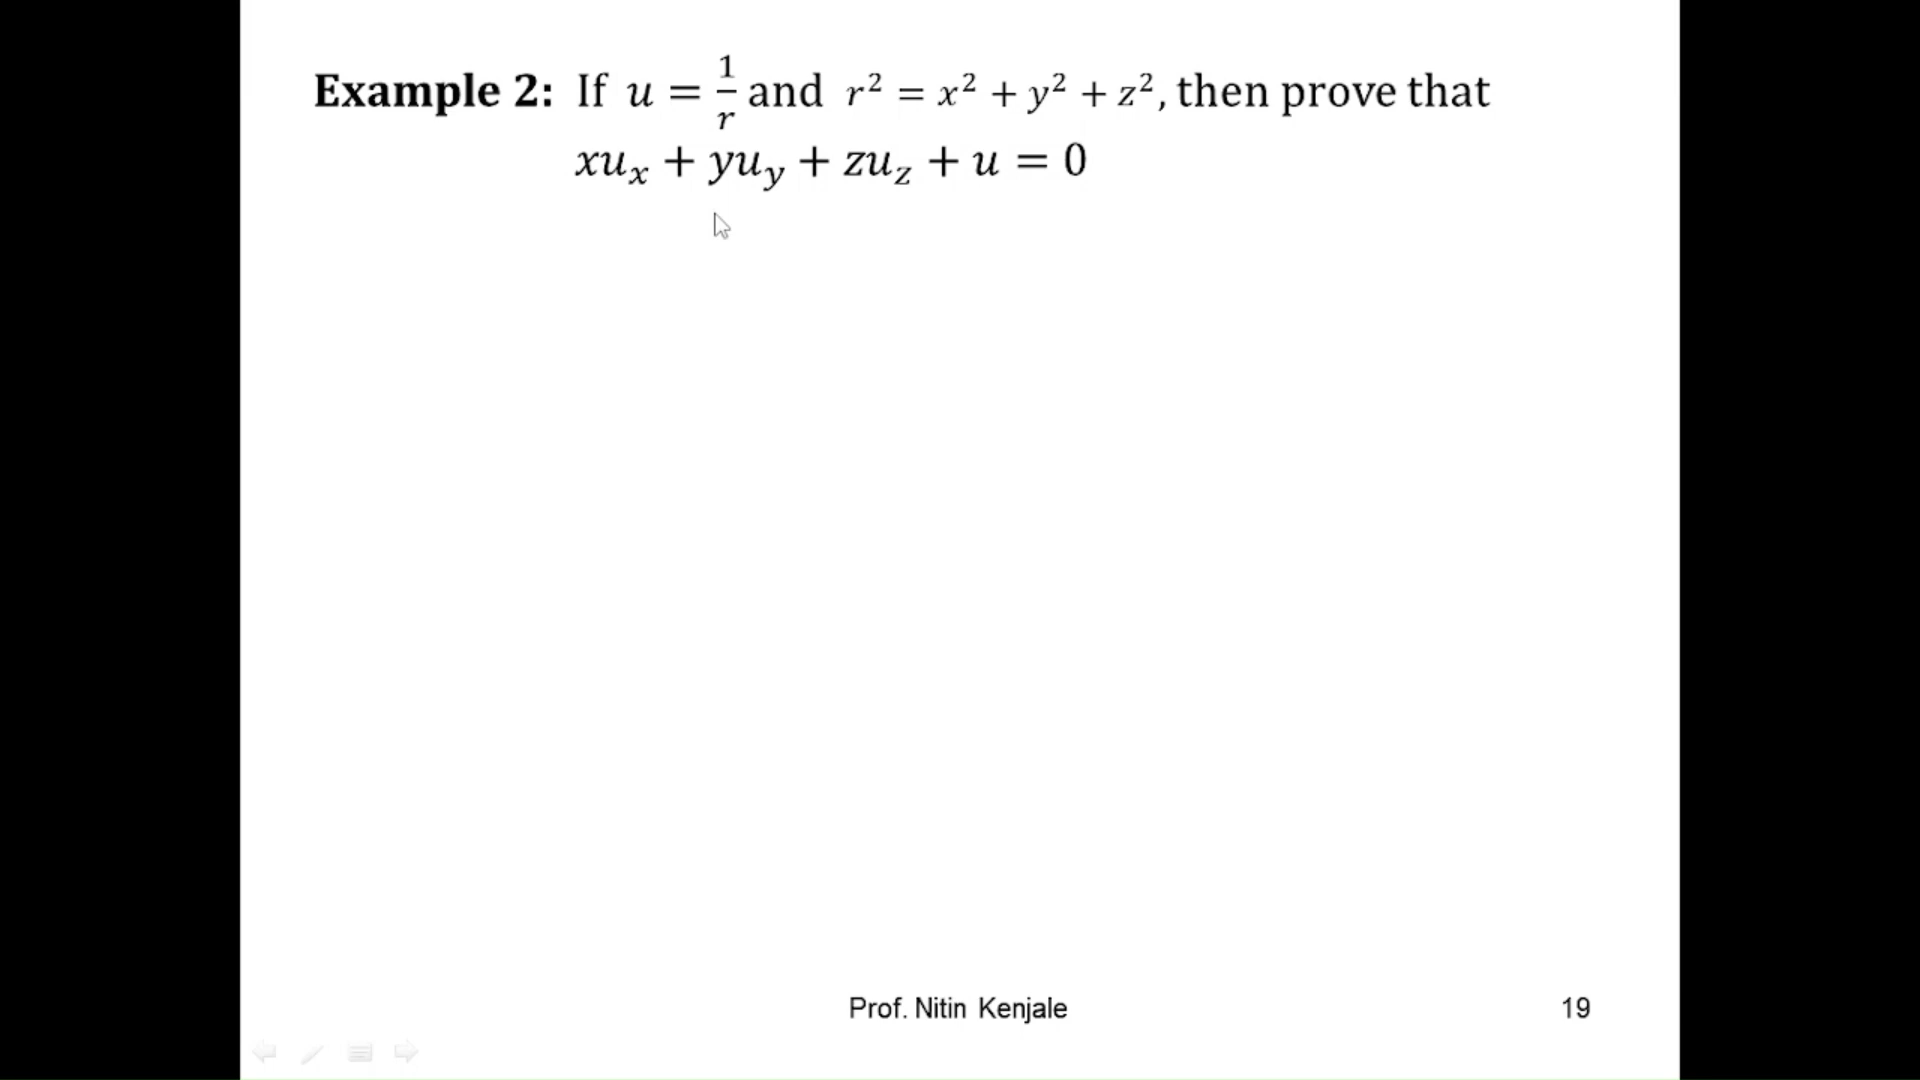 Example 2: If u = 1/r and r² = x² + y² + z², then prove that
xuₓ + yu_y + zu_z + u = 0
Prof. Nitin Kenjale
19